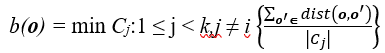 b(o) = min Cⱼ:1 ≤ j < k,j ≠ i {∑ₒ'∈ dist(o,o') / |Cⱼ|}